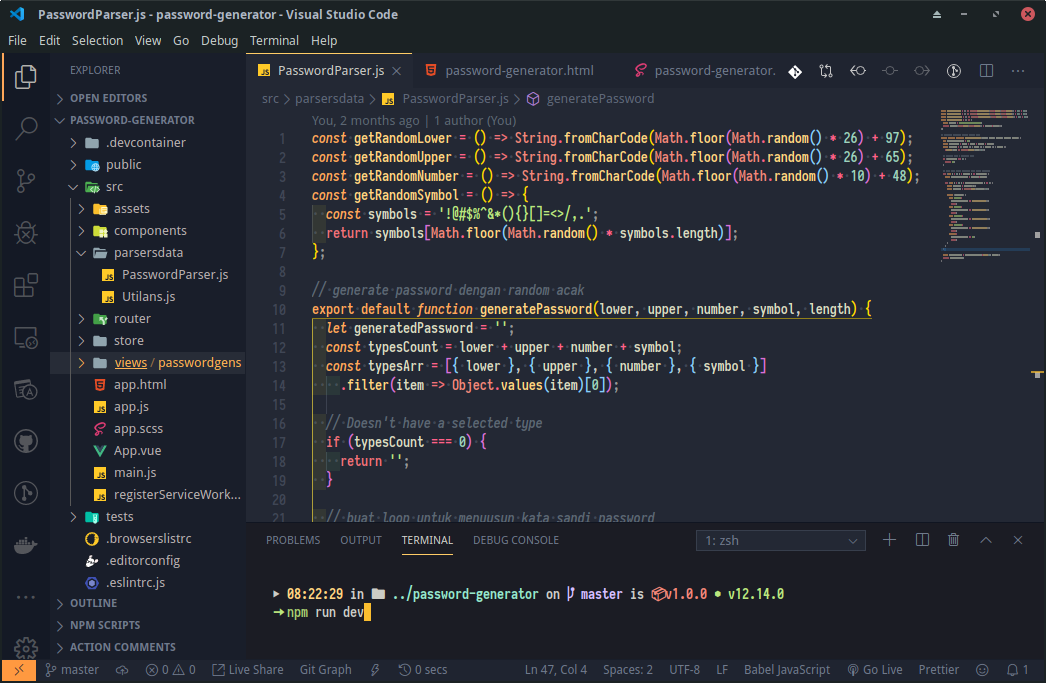 PasswordParser.js - password-generator - Visual Studio Code
File Edit Selection View Go Debug Terminal Help
EXPLORER
OPEN EDITORS
PASSWORD-GENERATOR
.devcontainer
public
src
assets
components
parsersdata
JS PasswordParser.js
JS Utilans.js
router
store
views / passwordgens
app.html
JS app.js
app.scss
App.vue
JS main.js
JS registerServiceWork...
tests
.browserslistrc
.editorconfig
.eslintrc.js
OUTLINE
NPM SCRIPTS
ACTION COMMENTS
JS PasswordParser.js password-generator.html password-generator.
src > parsersdata > JS PasswordParser.js > generatePassword
You, 2 months ago | 1 author (You)
1 const getRandomLower = () => String.fromCharCode(Math.floor(Math.random() * 26) + 97);
2 const getRandomUpper = () => String.fromCharCode(Math.floor(Math.random() * 26) + 65);
3 const getRandomNumber = () => String.fromCharCode(Math.floor(Math.random() * 10) + 48);
4 const getRandomSymbol = () => {
5 const symbols = '!@#$%^&*(){}[]=<>/,.';
6 return symbols[Math.floor(Math.random() * symbols.length)];
7 };
8
9 // generate password dengan random acak
10 export default function generatePassword(lower, upper, number, symbol, length) {
11 let generatedPassword = '';
12 const typesCount = lower + upper + number + symbol;
13 const typesArr = [{ lower }, { upper }, { number }, { symbol }]
14 .filter(item => Object.values(item)[0]);
15
16 // Doesn't have a selected type
17 if (typesCount === 0) {
18 return '';
19 }
20
21 // buat loop untuk menyusun kata sandi password
PROBLEMS OUTPUT TERMINAL DEBUG CONSOLE 1: zsh
08:22:29 in ../password-generator on master is v1.0.0 • v12.14.0
npm run dev
master 0 0 Live Share Git Graph 0 secs Ln 47, Col 4 Spaces: 2 UTF-8 LF Babel JavaScript Go Live Prettier 1